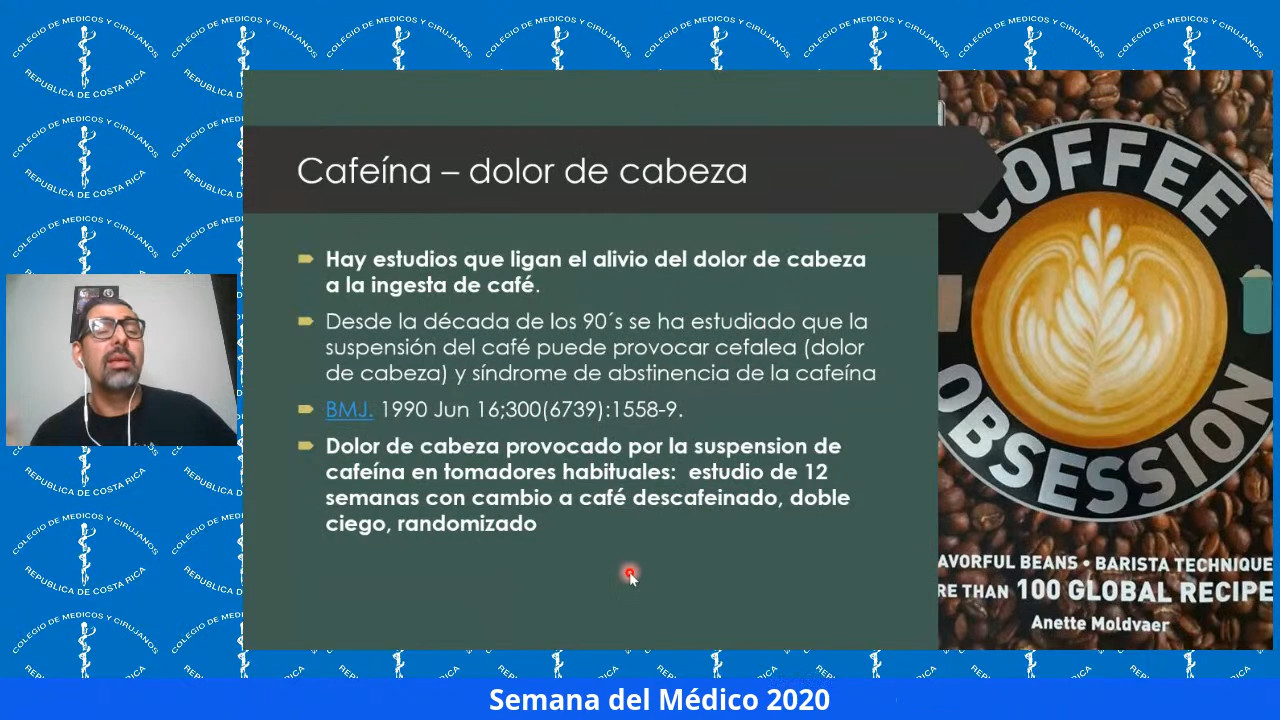 COLEGIO DE MEDICOS Y CIRUJANOS
REPUBLICA DE COSTA RICA
Cafeína – dolor de cabeza
Hay estudios que ligan el alivio del dolor de cabeza
a la ingesta de café.
Desde la década de los 90´s se ha estudiado que la
suspensión del café puede provocar cefalea (dolor
de cabeza) y síndrome de abstinencia de la cafeína
BMJ. 1990 Jun 16;300(6739):1558-9.
Dolor de cabeza provocado por la suspension de
cafeína en tomadores habituales:  estudio de 12
semanas con cambio a café descafeinado, doble
ciego, randomizado
COFFEE
OBSESSION
AVORFUL BEANS • BARISTA TECHNIQUE
RE THAN 100 GLOBAL RECIPE
Anette Moldvaer
Semana del Médico 2020